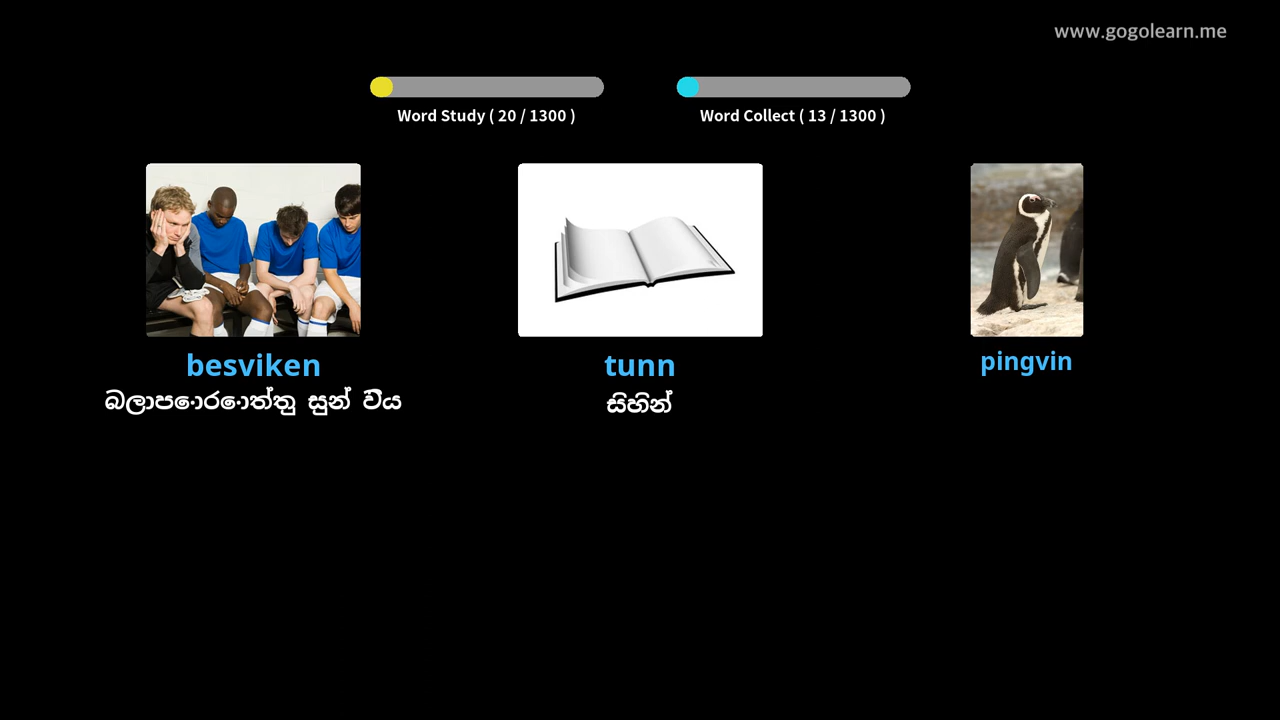 www.gogolearn.me
Word Study ( 20 / 1300 )
Word Collect ( 13 / 1300 )
besviken
tunn
pingvin
බලාපොරොත්තු සුන් විය
සිහින්